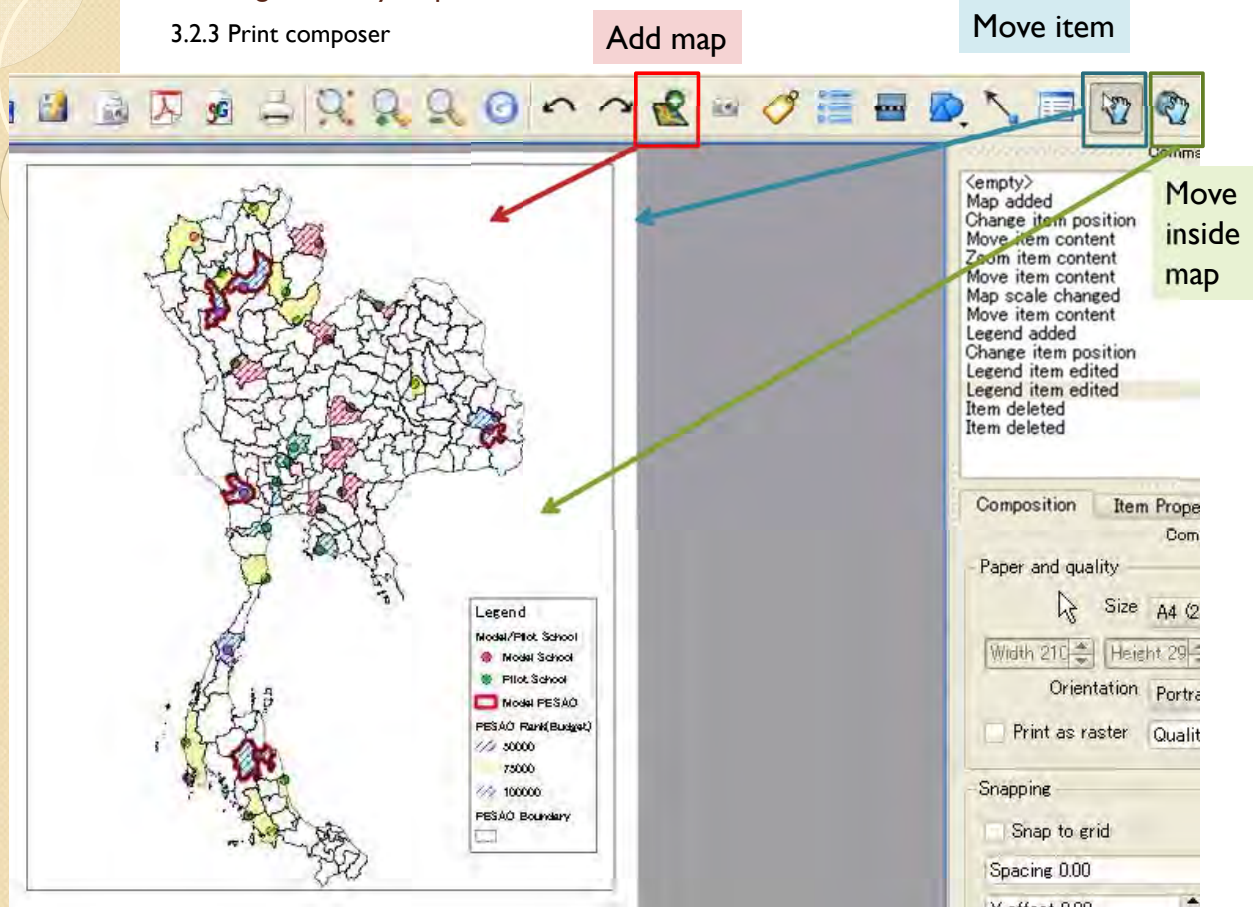 3.2.3 Print composer
Add map
Move item
Move inside map
<empty>
Map added
Change item position
Move item content
Zoom item content
Move item content
Map scale changed
Move item content
Legend added
Change item position
Legend item edited
Legend item edited
Item deleted
Item deleted
Composition
Item Prope
Com
Paper and quality
Size A4 (2
Width 210 Height 29
Orientation Portra
Print as raster Qualit
Snapping
Snap to grid
Spacing 0.00
Legend
Model/Pilot School
Model School
Pilot School
Model PESAO
PESAO Rank(Budget)
50000
75000
100000
PESAO Boundary